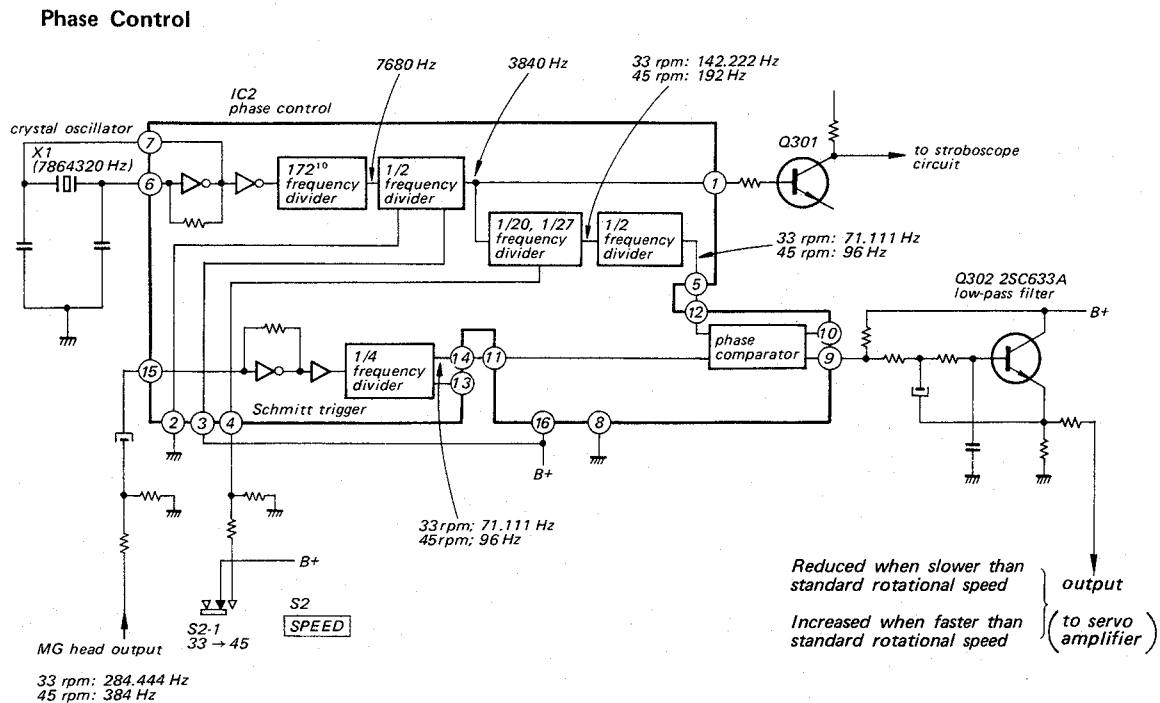 Phase Control
7680 Hz
3840 Hz
33 rpm: 142.222 Hz
45 rpm: 192 Hz
IC2
phase control
crystal oscillator
X1
(7864320 Hz)
7
6
172¹⁰
frequency
divider
1/2
frequency
divider
1
Q301
to stroboscope
circuit
1/20, 1/27
frequency
divider
1/2
frequency
divider
33 rpm: 71.111 Hz
45 rpm: 96 Hz
5
12
Q302 2SC633A
low-pass filter
B+
phase
comparator
10
9
15
1/4
frequency
divider
14
13
11
Schmitt trigger
2
3
4
16
8
B+
33rpm; 71.111 Hz
45rpm; 96 Hz
B+
S2-1
33 → 45
S2
SPEED
MG head output
33 rpm: 284.444 Hz
45 rpm: 384 Hz
Reduced when slower than
standard rotational speed
Increased when faster than
standard rotational speed
output
(to servo
amplifier)